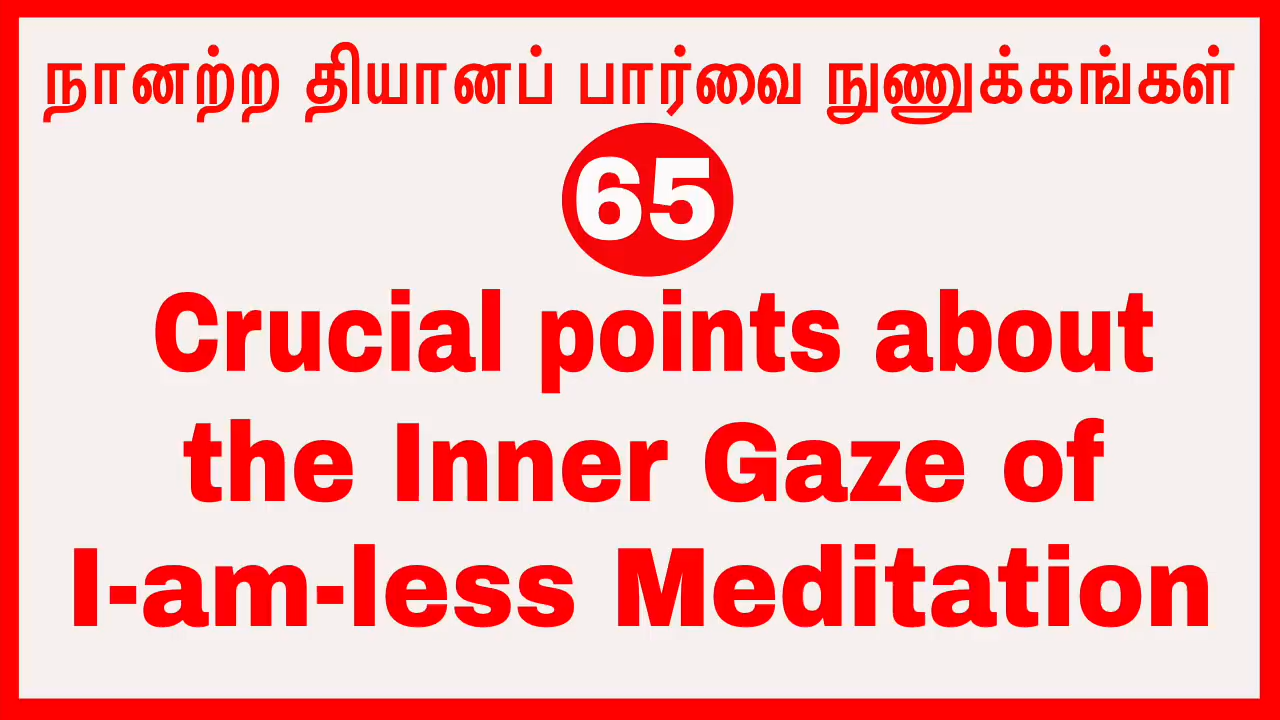 நானற்ற தியானப் பார்வை நுணுக்கங்கள்
65
Crucial points about
the Inner Gaze of
I-am-less Meditation